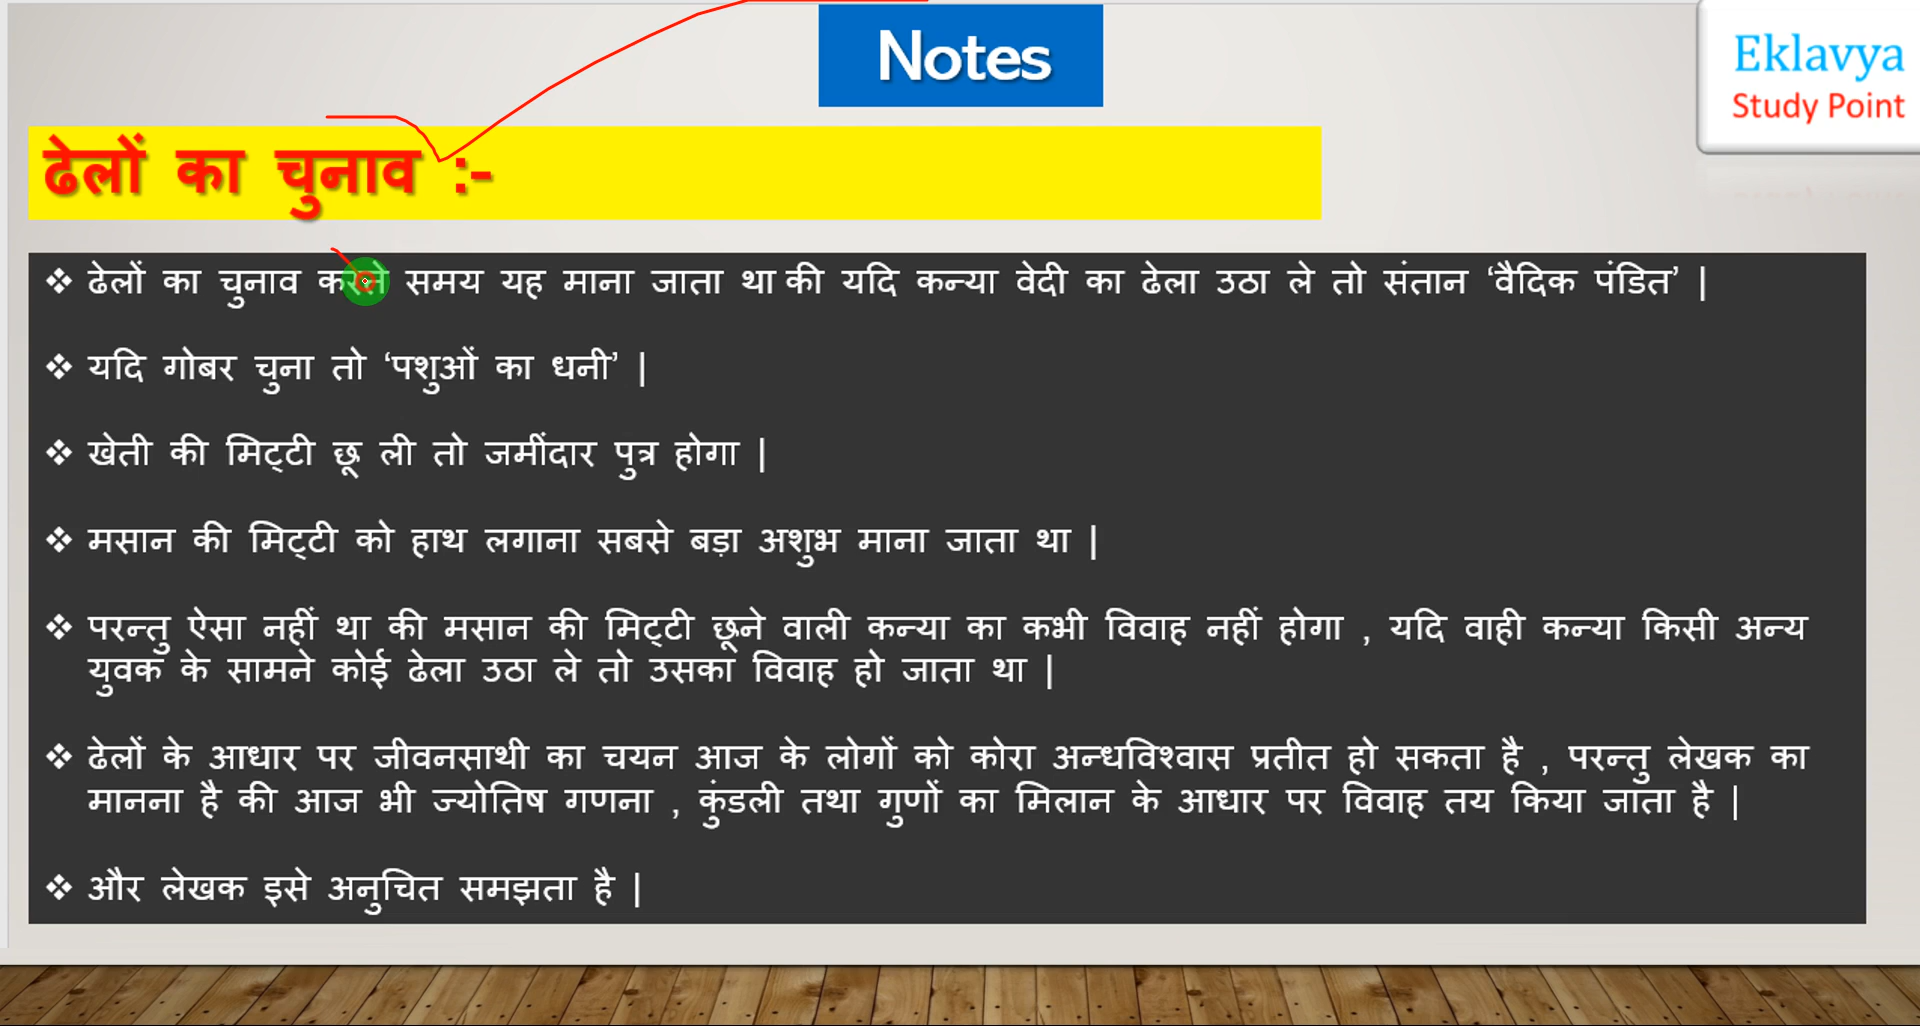 Notes
Eklavya
Study Point
ढेलों का चुनाव :-
❖ ढेलों का चुनाव करते समय यह माना जाता था की यदि कन्या वेदी का ढेला उठा ले तो संतान ‘वैदिक पंडित’ |
❖ यदि गोबर चुना तो ‘पशुओं का धनी’ |
❖ खेती की मिट्टी छू ली तो जमींदार पुत्र होगा |
❖ मसान की मिट्टी को हाथ लगाना सबसे बड़ा अशुभ माना जाता था |
❖ परन्तु ऐसा नहीं था की मसान की मिट्टी छूने वाली कन्या का कभी विवाह नहीं होगा , यदि वाही कन्या किसी अन्य
युवक के सामने कोई ढेला उठा ले तो उसका विवाह हो जाता था |
❖ ढेलों के आधार पर जीवनसाथी का चयन आज के लोगों को कोरा अन्धविश्वास प्रतीत हो सकता है , परन्तु लेखक का
मानना है की आज भी ज्योतिष गणना , कुंडली तथा गुणों का मिलान के आधार पर विवाह तय किया जाता है |
❖ और लेखक इसे अनुचित समझता है |